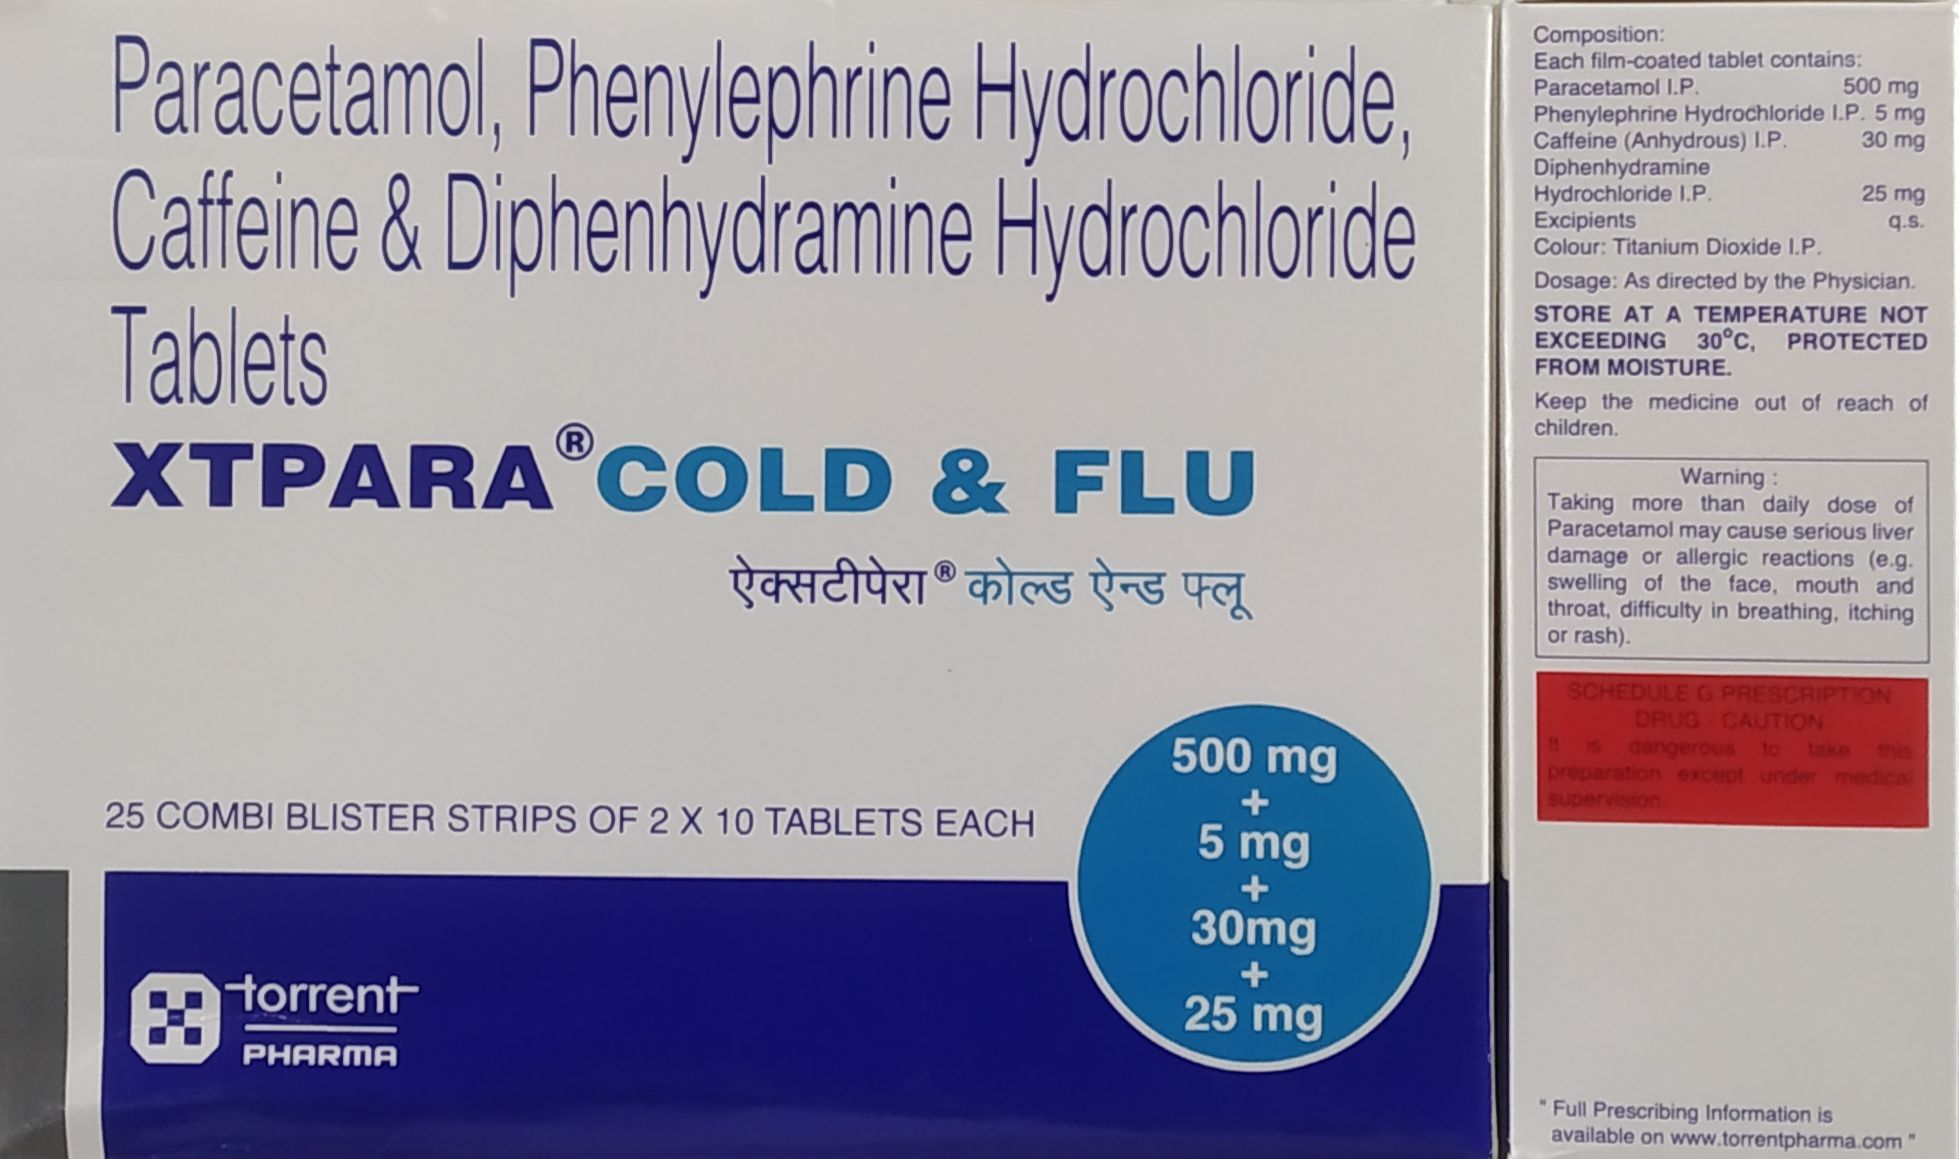 Paracetamol, Phenylephrine Hydrochloride,
Caffeine & Diphenhydramine Hydrochloride
Tablets
XTPARA® COLD & FLU
ऐक्सटीपेरा® कोल्ड ऐन्ड फ्लू
25 COMBI BLISTER STRIPS OF 2 X 10 TABLETS EACH
500 mg
+
5 mg
+
30mg
+
25 mg
torrent
PHARMA
Composition:
Each film-coated tablet contains:
Paracetamol I.P. 500 mg
Phenylephrine Hydrochloride I.P. 5 mg
Caffeine (Anhydrous) I.P. 30 mg
Diphenhydramine
Hydrochloride I.P. 25 mg
Excipients q.s.
Colour: Titanium Dioxide I.P.
Dosage: As directed by the Physician.
STORE AT A TEMPERATURE NOT
EXCEEDING 30°C, PROTECTED
FROM MOISTURE.
Keep the medicine out of reach of
children.
Warning :
Taking more than daily dose of
Paracetamol may cause serious liver
damage or allergic reactions (e.g.
swelling of the face, mouth and
throat, difficulty in breathing, itching
or rash).
SCHEDULE G PRESCRIPTION
DRUG - CAUTION
It is dangerous to take this
preparation except under medical
supervision.
" Full Prescribing Information is
available on www.torrentpharma.com "